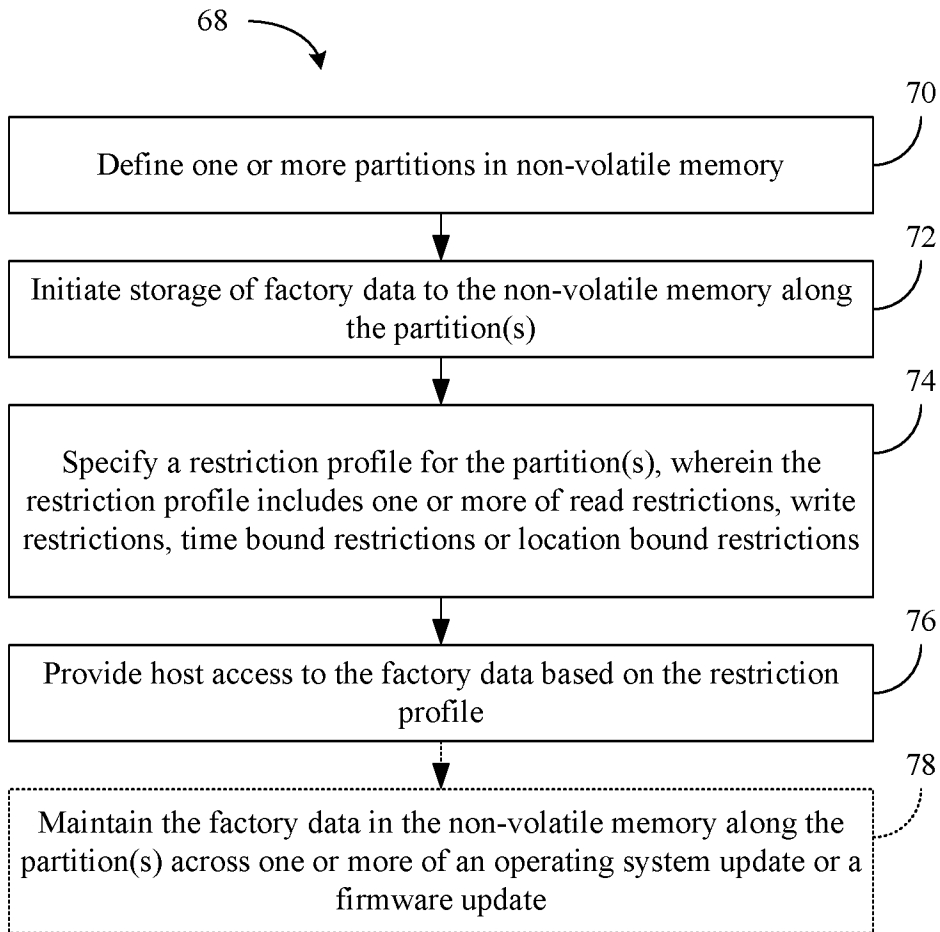 68
70
Define one or more partitions in non-volatile memory
72
Initiate storage of factory data to the non-volatile memory along
the partition(s)
74
Specify a restriction profile for the partition(s), wherein the
restriction profile includes one or more of read restrictions, write
restrictions, time bound restrictions or location bound restrictions
76
Provide host access to the factory data based on the restriction
profile
78
Maintain the factory data in the non-volatile memory along the
partition(s) across one or more of an operating system update or a
firmware update